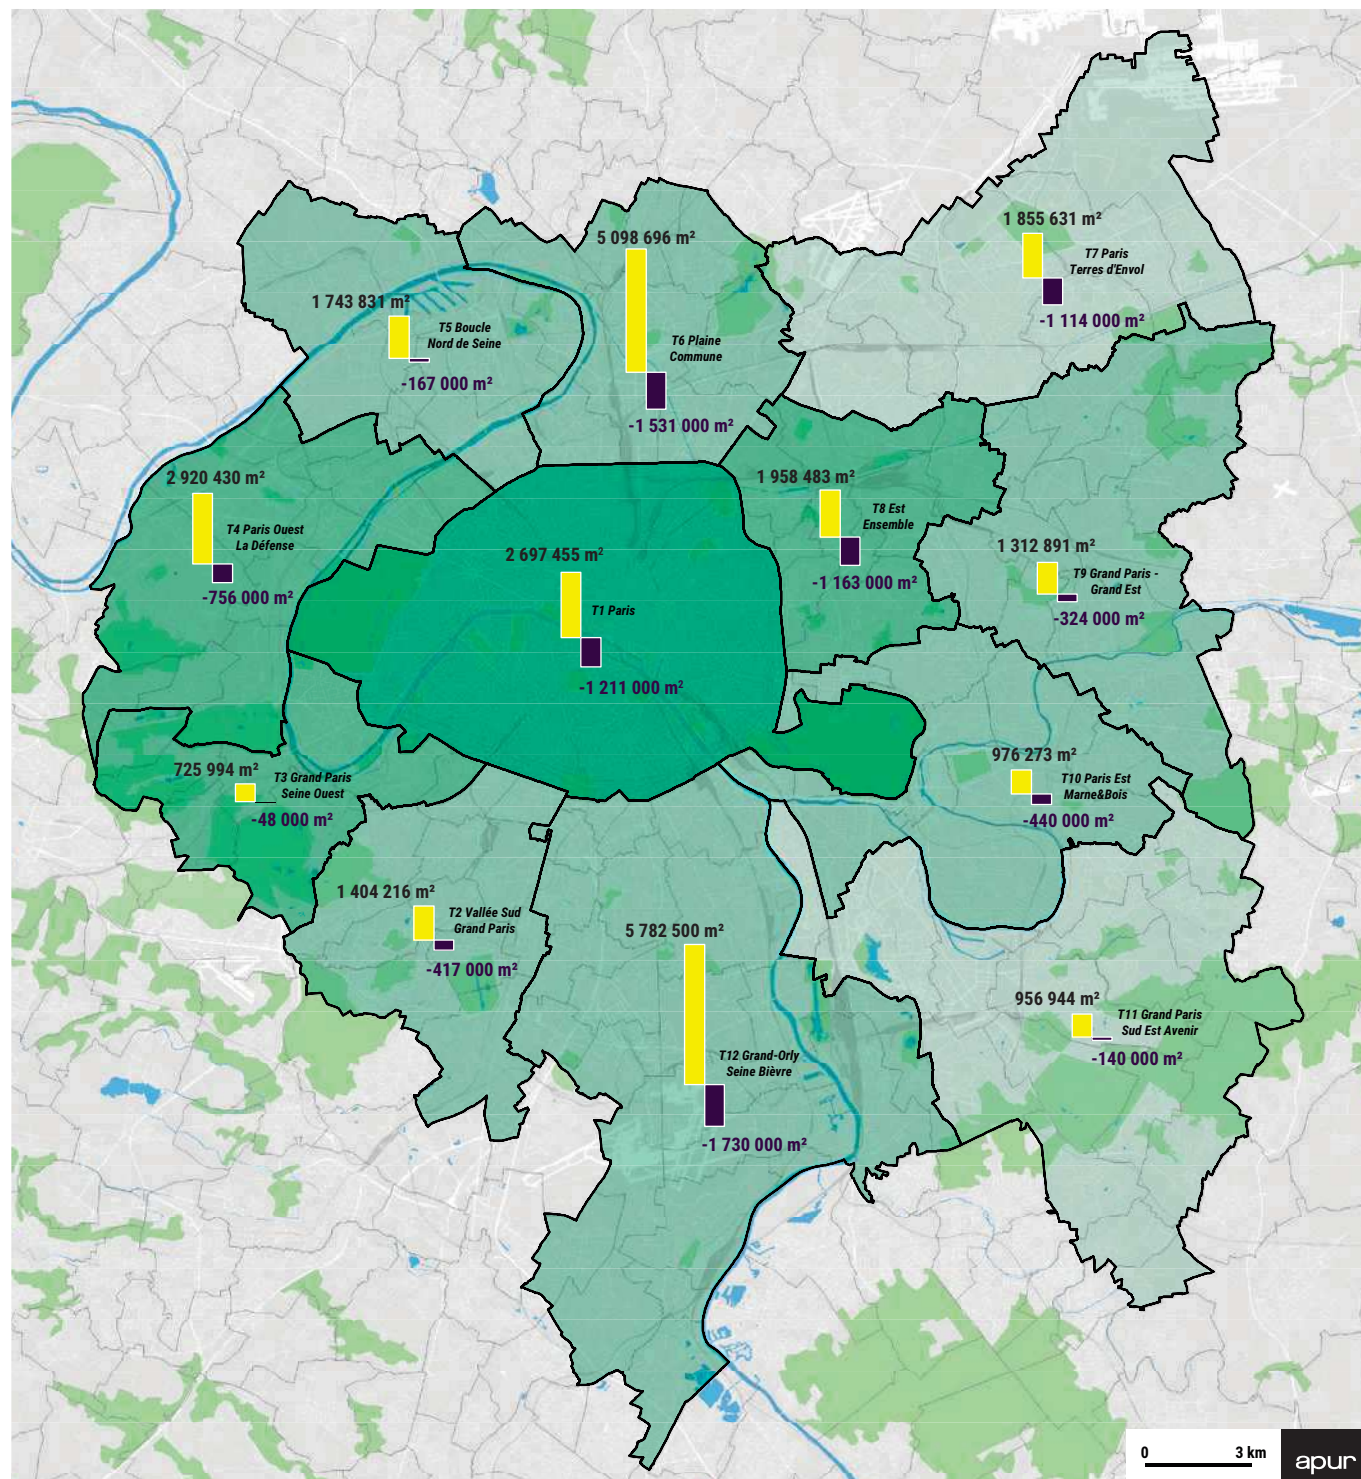 1 855 631 m²
T7 Paris
Terres d'Envol
-1 114 000 m²
5 098 696 m²
T6 Plaine
Commune
-1 531 000 m²
1 743 831 m²
T5 Boucle
Nord de Seine
-167 000 m²
2 920 430 m²
T4 Paris Ouest
La Défense
-756 000 m²
1 958 483 m²
T8 Est
Ensemble
-1 163 000 m²
2 697 455 m²
T1 Paris
-1 211 000 m²
1 312 891 m²
T9 Grand Paris -
Grand Est
-324 000 m²
725 994 m²
T3 Grand Paris
Seine Ouest
-48 000 m²
976 273 m²
T10 Paris Est
Marne&Bois
-440 000 m²
1 404 216 m²
T2 Vallée Sud
Grand Paris
-417 000 m²
5 782 500 m²
T12 Grand-Orly
Seine Bièvre
-1 730 000 m²
956 944 m²
T11 Grand Paris
Sud Est Avenir
-140 000 m²
0 3 km
apur